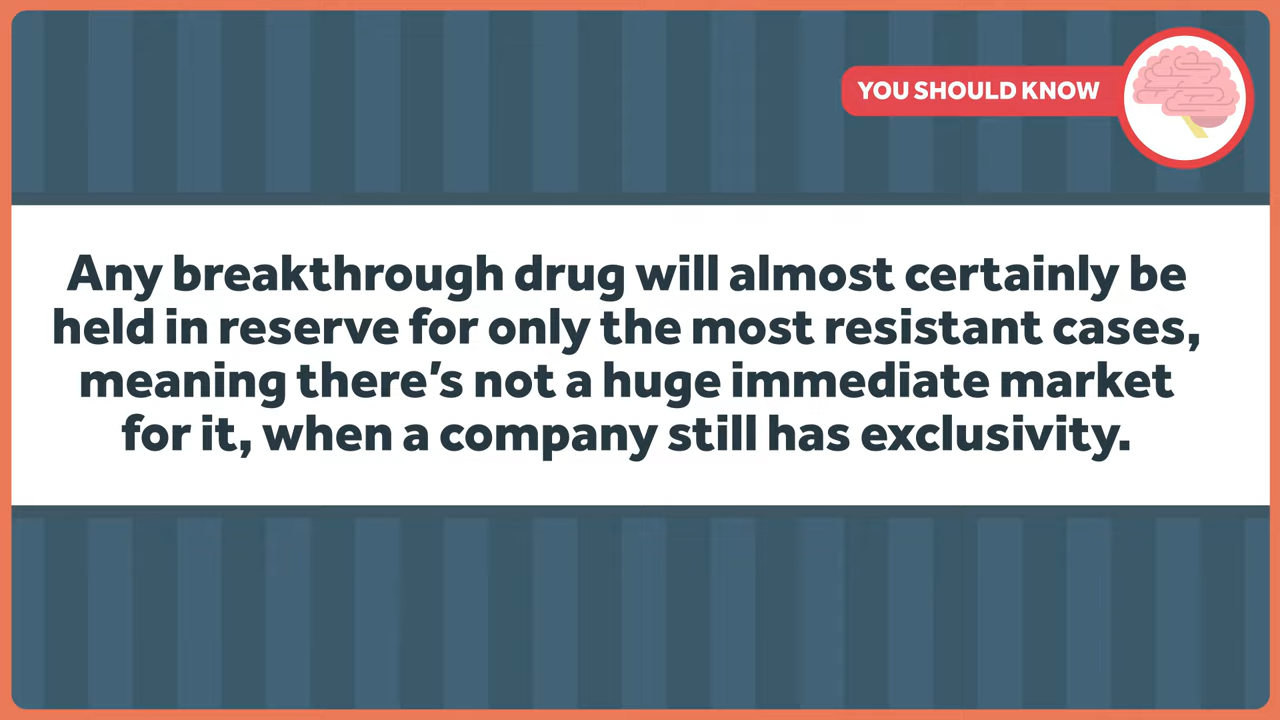 YOU SHOULD KNOW
Any breakthrough drug will almost certainly be
held in reserve for only the most resistant cases,
meaning there's not a huge immediate market
for it, when a company still has exclusivity.